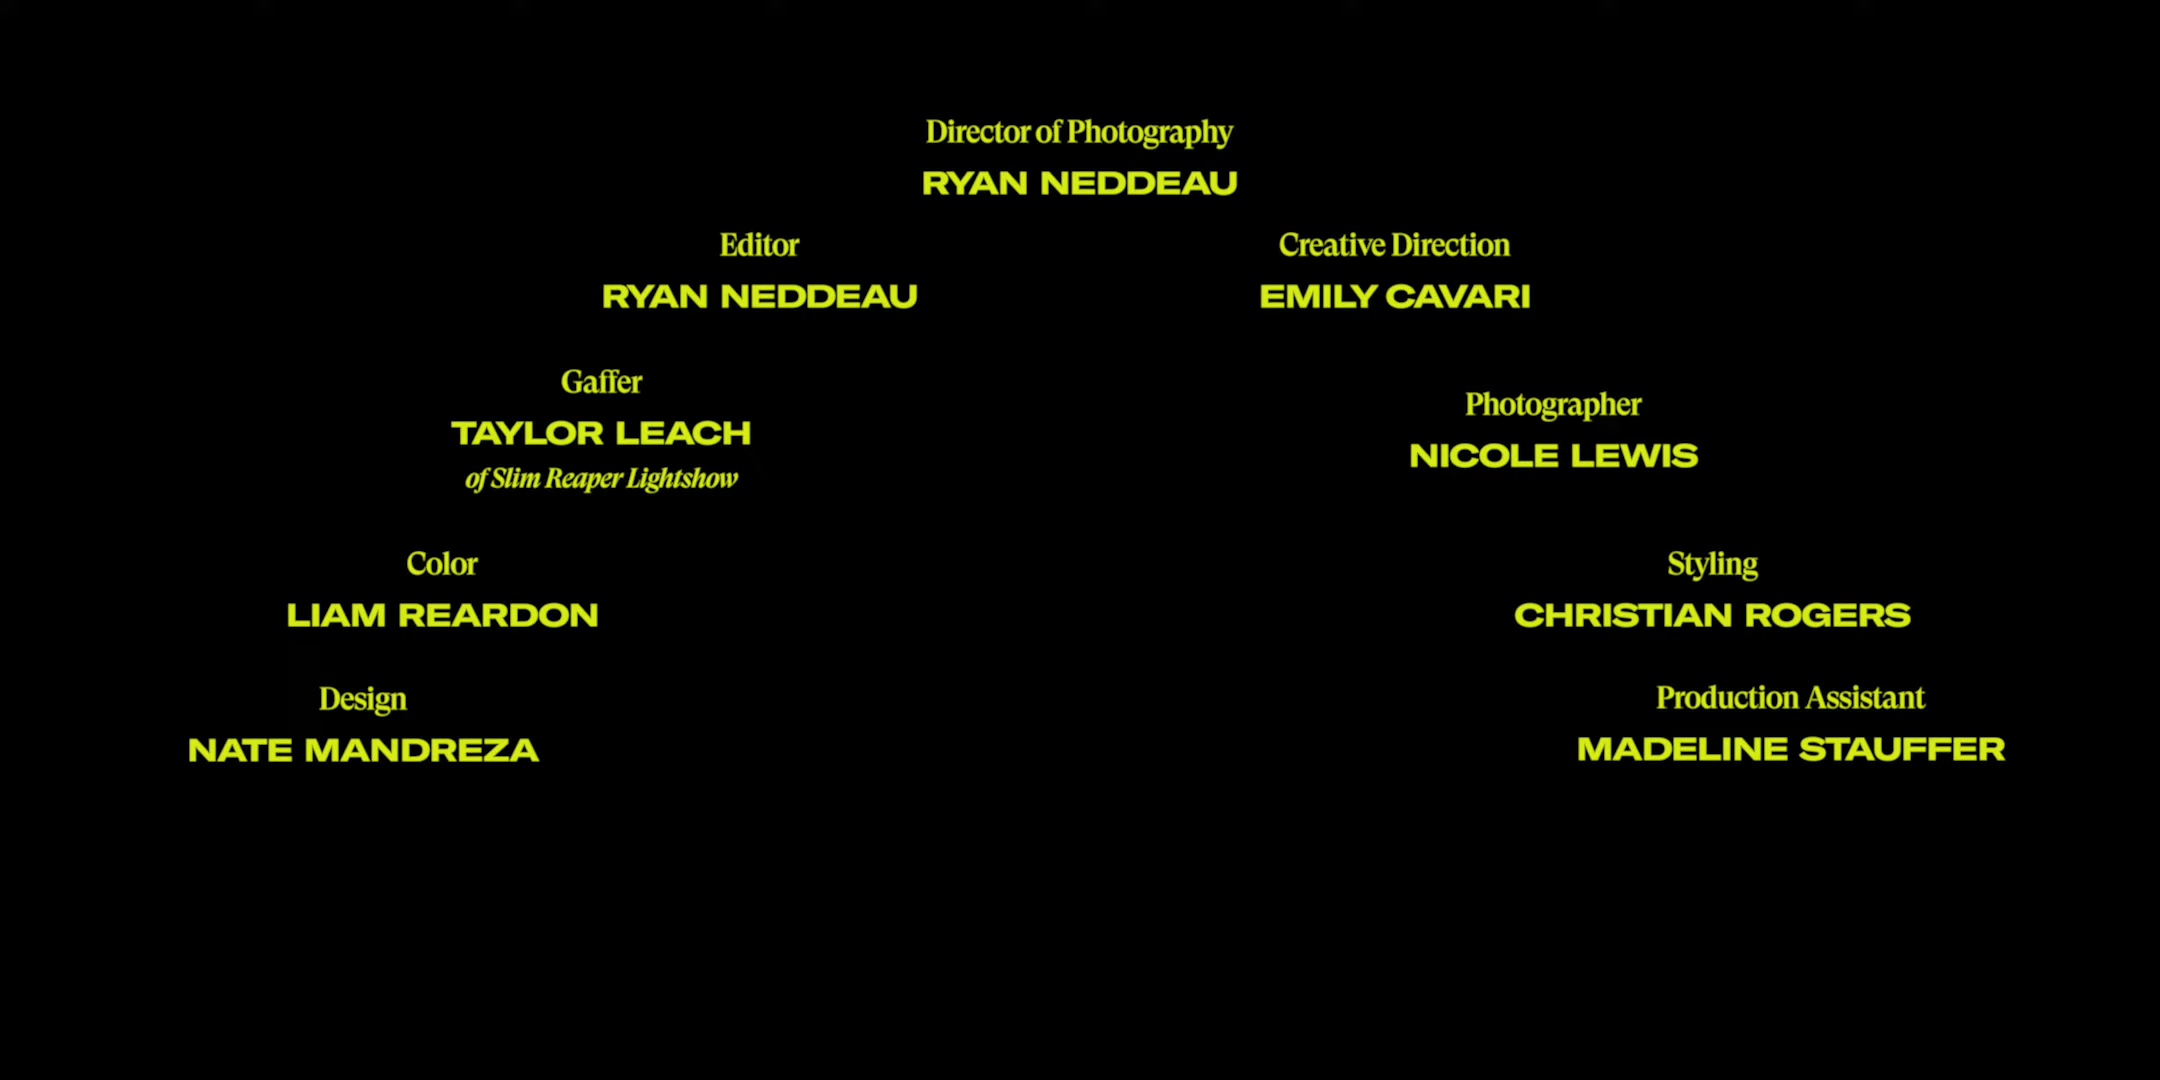 Director of Photography
RYAN NEDDEAU
Editor
RYAN NEDDEAU
Creative Direction
EMILY CAVARI
Gaffer
TAYLOR LEACH
of Slim Reaper Lightshow
Photographer
NICOLE LEWIS
Color
LIAM REARDON
Styling
CHRISTIAN ROGERS
Design
NATE MANDREZA
Production Assistant
MADELINE STAUFFER